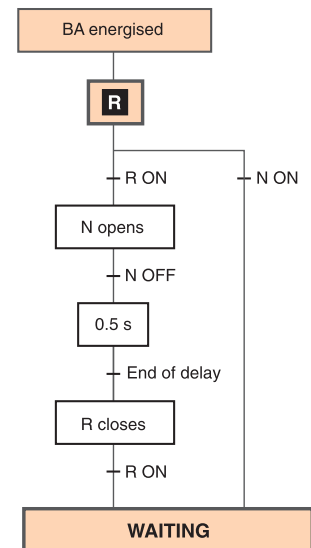 BA energised
R
R ON
N ON
N opens
N OFF
0.5 s
End of delay
R closes
R ON
WAITING